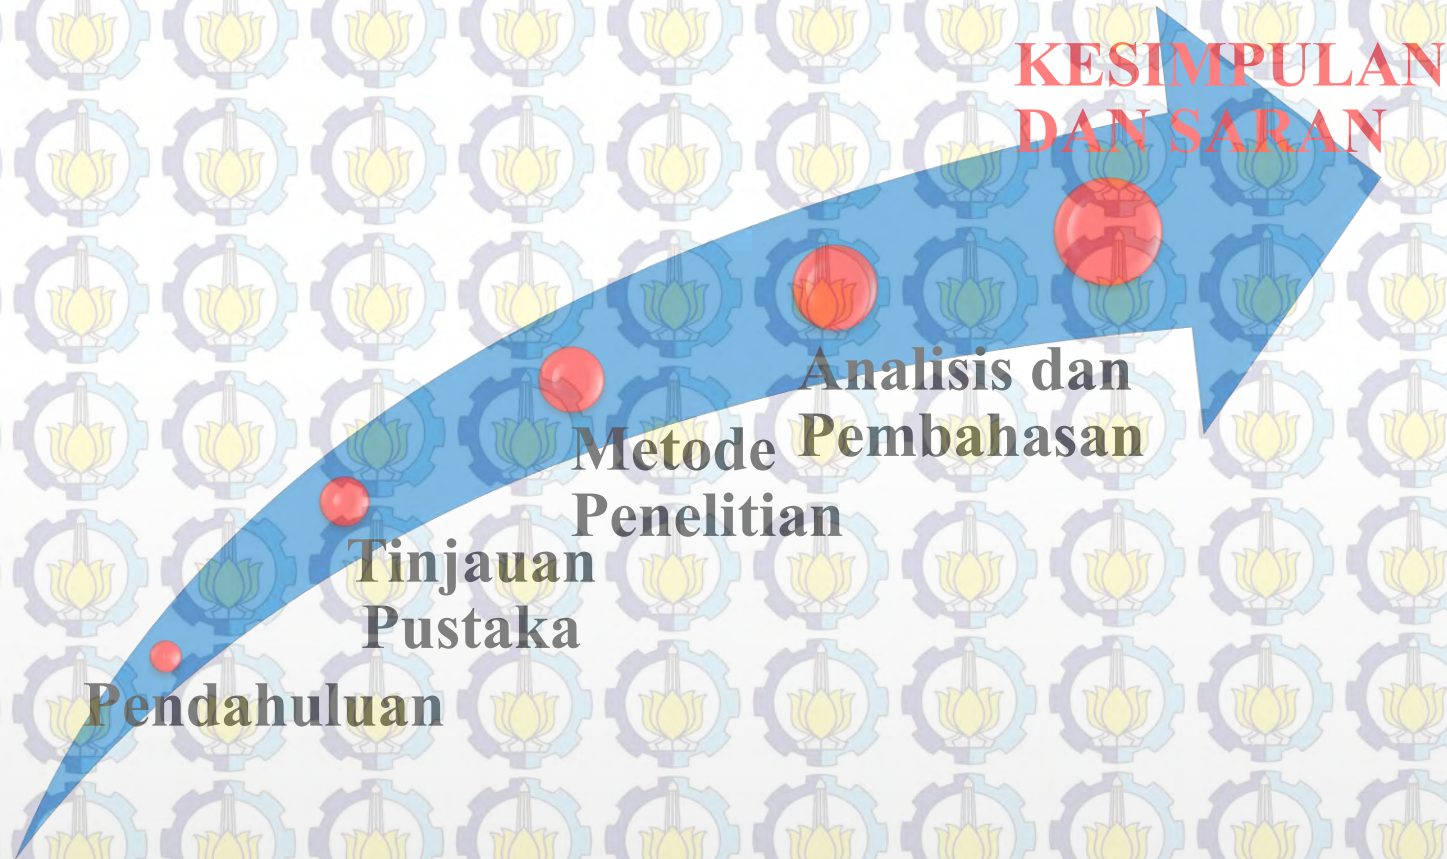 Pendahuluan
Tinjauan
Pustaka
Metode
Penelitian
Analisis dan
Pembahasan
KESIMPULAN
DAN SARAN